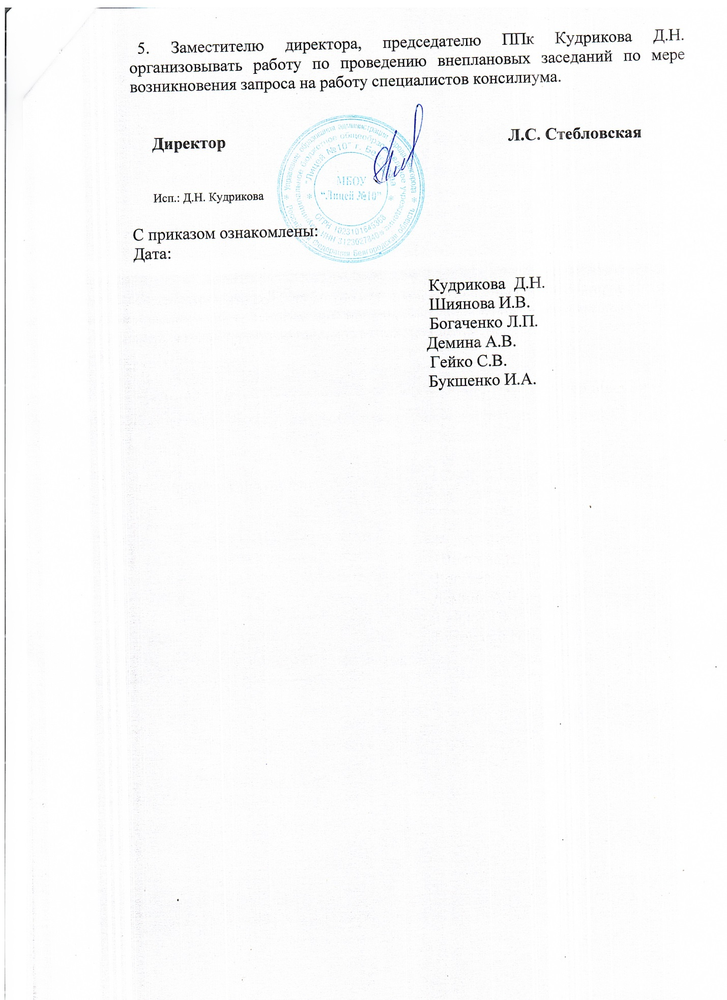 5. Заместителю директора, председателю ППк Кудрикова Д.Н.
организовывать работу по проведению внеплановых заседаний по мере
возникновения запроса на работу специалистов консилиума.
Директор
Л.С. Стебловская
Управление образования администрации города Белгорода
Российская Федерация Белгородская область
муниципальное бюджетное общеобразовательное учреждение
"Лицей №10" г. Белгорода
ОГРН 1023101645363
ИНН 3123027840
МБОУ
"Лицей №10"
Исп.: Д.Н. Кудрикова
С приказом ознакомлены:
Дата:
Кудрикова Д.Н.
Шиянова И.В.
Богаченко Л.П.
Демина А.В.
Гейко С.В.
Букшенко И.А.